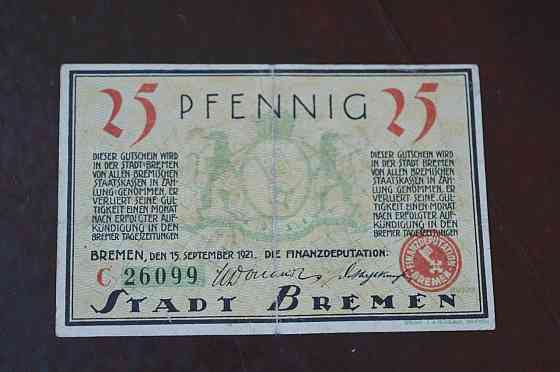 25 PFENNIG 25
DIESER GUTSCHEIN WIRD
IN DER STADT BREMEN
VON ALLEN BREMISCHEN
STAATSKASSEN IN ZAH-
LUNG GENOMMEN. ER
VERLIERT SEINE GUL-
TIGKEIT EINEN MONAT
NACH ERFOLGTER AUF-
KÜNDIGUNG IN DEN
BREMER TAGESZEITUNGEN
DIESER GUTSCHEIN WIRD
IN DER STADT BREMEN
VON ALLEN BREMISCHEN
STAATSKASSEN IN ZAH-
LUNG GENOMMEN. ER
VERLIERT SEINE GUL-
TIGKEIT EINEN MONAT
NACH ERFOLGTER AUF-
KÜNDIGUNG IN DEN
BREMER TAGESZEITUNGEN
BREMEN, DEN 15. SEPTEMBER 1921. DIE FINANZDEPUTATION:
C 26099
FINANZDEPUTATION BREMEN
STADT BREMEN